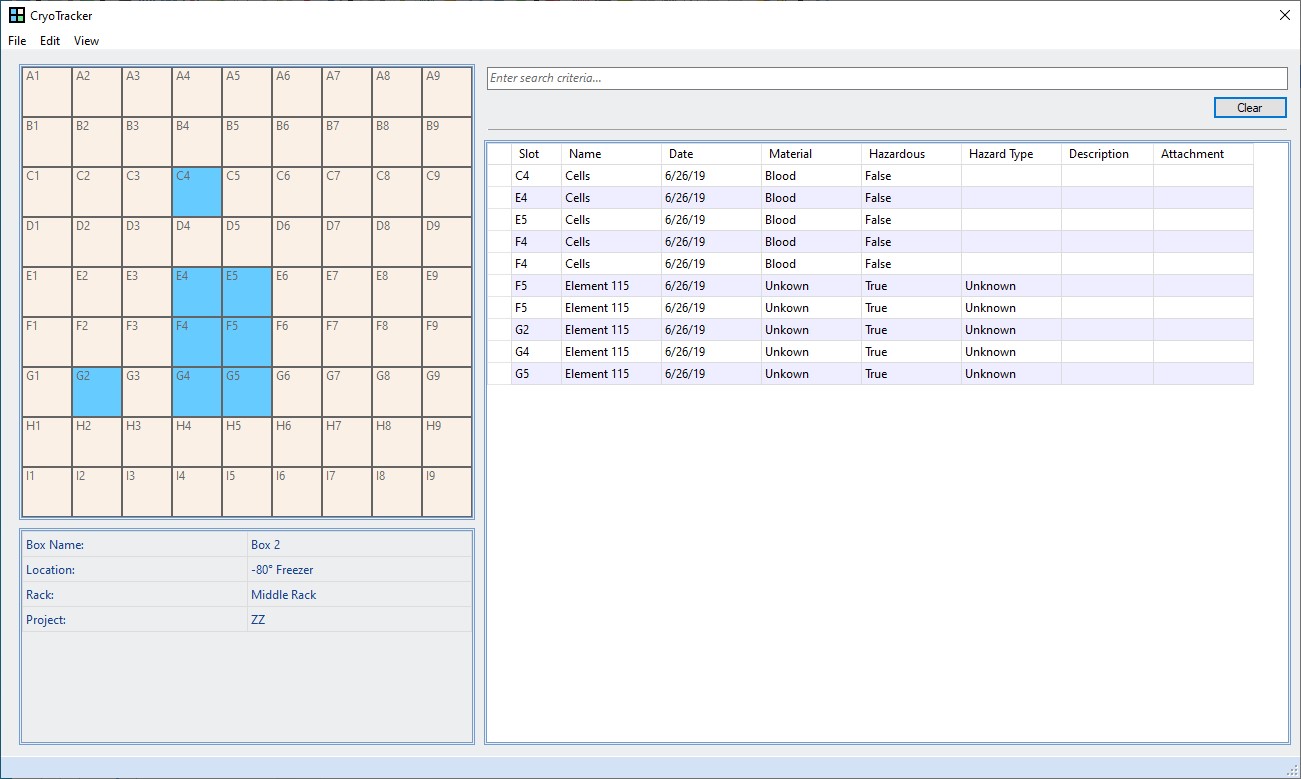 CryoTracker
File Edit View
A1 A2 A3 A4 A5 A6 A7 A8 A9
B1 B2 B3 B4 B5 B6 B7 B8 B9
C1 C2 C3 C4 C5 C6 C7 C8 C9
D1 D2 D3 D4 D5 D6 D7 D8 D9
E1 E2 E3 E4 E5 E6 E7 E8 E9
F1 F2 F3 F4 F5 F6 F7 F8 F9
G1 G2 G3 G4 G5 G6 G7 G8 G9
H1 H2 H3 H4 H5 H6 H7 H8 H9
I1 I2 I3 I4 I5 I6 I7 I8 I9
Box Name: Box 2
Location: -80° Freezer
Rack: Middle Rack
Project: ZZ
Enter search criteria...
Clear
Slot Name Date Material Hazardous Hazard Type Description Attachment
C4 Cells 6/26/19 Blood False
E4 Cells 6/26/19 Blood False
E5 Cells 6/26/19 Blood False
F4 Cells 6/26/19 Blood False
F4 Cells 6/26/19 Blood False
F5 Element 115 6/26/19 Unkown True Unknown
F5 Element 115 6/26/19 Unkown True Unknown
G2 Element 115 6/26/19 Unkown True Unknown
G4 Element 115 6/26/19 Unkown True Unknown
G5 Element 115 6/26/19 Unkown True Unknown